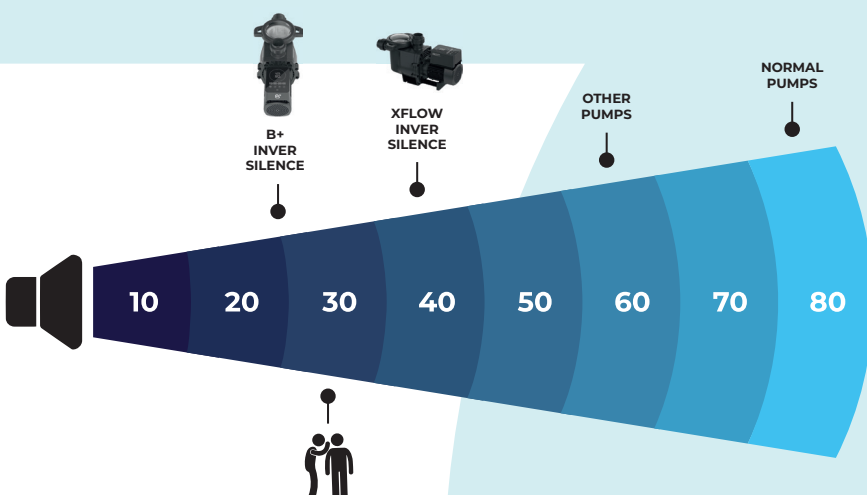 B+
INVER
SILENCE
XFLOW
INVER
SILENCE
OTHER
PUMPS
NORMAL
PUMPS
10 20 30 40 50 60 70 80